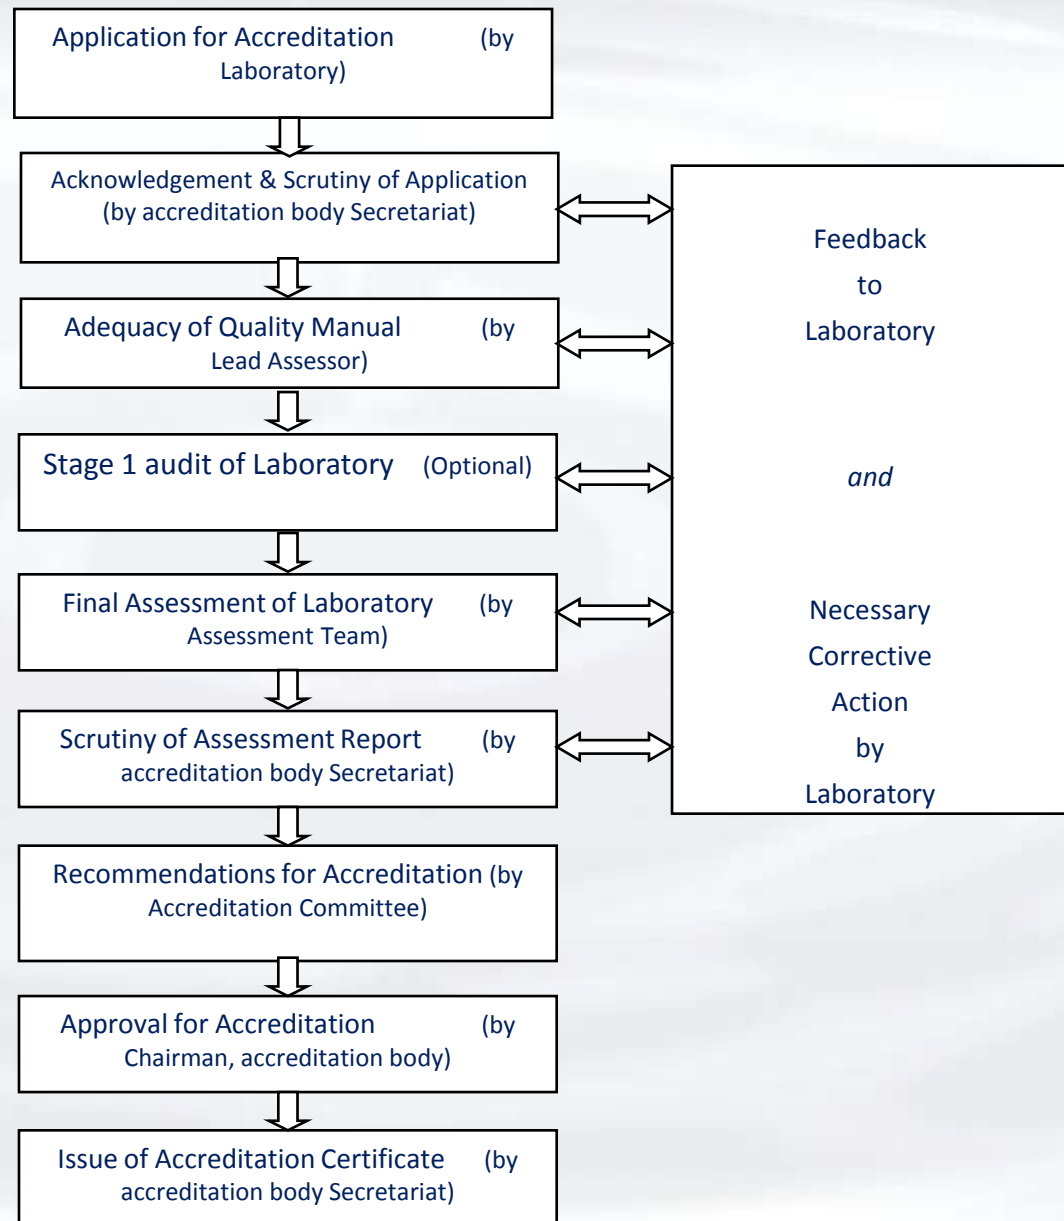 Application for Accreditation (by
Laboratory)
Acknowledgement & Scrutiny of Application
(by accreditation body Secretariat)
Adequacy of Quality Manual (by
Lead Assessor)
Stage 1 audit of Laboratory (Optional)
Final Assessment of Laboratory (by
Assessment Team)
Scrutiny of Assessment Report (by
accreditation body Secretariat)
Recommendations for Accreditation (by
Accreditation Committee)
Approval for Accreditation (by
Chairman, accreditation body)
Issue of Accreditation Certificate (by
accreditation body Secretariat)
Feedback
to
Laboratory
and
Necessary
Corrective
Action
by
Laboratory